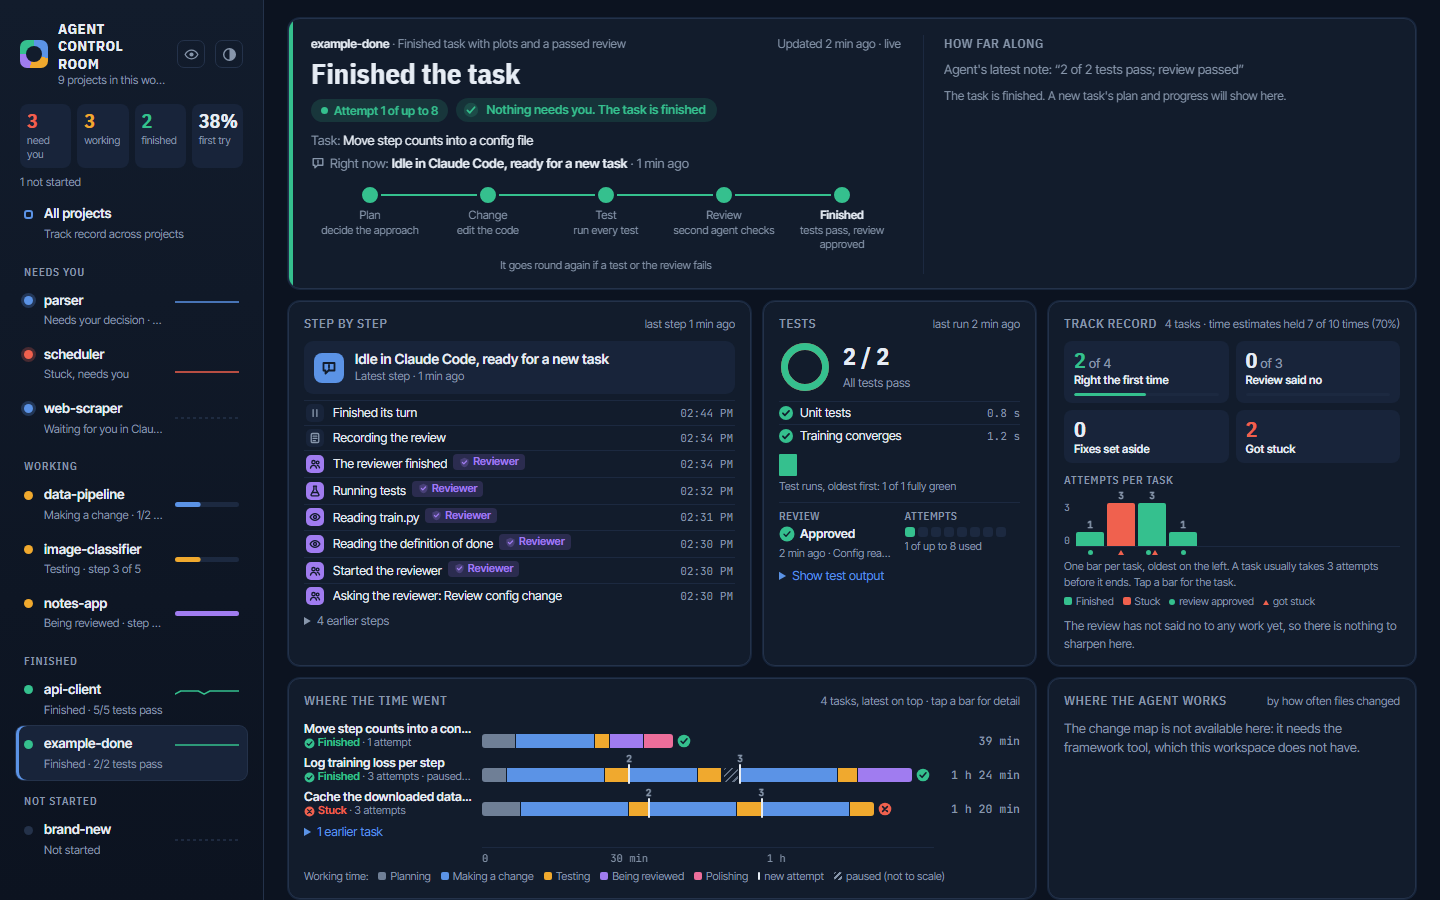 AGENT
CONTROL
ROOM
9 projects in this wo...
3 need you
3 working
2 finished
38% first try
1 not started
All projects
Track record across projects
NEEDS YOU
parser
Needs your decision · ...
scheduler
Stuck, needs you
web-scraper
Waiting for you in Clau...
WORKING
data-pipeline
Making a change · 1/2 ...
image-classifier
Testing · step 3 of 5
notes-app
Being reviewed · step ...
FINISHED
api-client
Finished · 5/5 tests pass
example-done
Finished · 2/2 tests pass
NOT STARTED
brand-new
Not started
example-done · Finished task with plots and a passed review
Updated 2 min ago · live
Finished the task
Attempt 1 of up to 8
Nothing needs you. The task is finished
Task: Move step counts into a config file
Right now: Idle in Claude Code, ready for a new task · 1 min ago
Plan
decide the approach
Change
edit the code
Test
run every test
Review
second agent checks
Finished
tests pass, review
approved
It goes round again if a test or the review fails
HOW FAR ALONG
Agent's latest note: “2 of 2 tests pass; review passed”
The task is finished. A new task's plan and progress will show here.
STEP BY STEP
last step 1 min ago
Idle in Claude Code, ready for a new task
Latest step · 1 min ago
Finished its turn 02:44 PM
Recording the review 02:34 PM
The reviewer finished Reviewer 02:34 PM
Running tests Reviewer 02:32 PM
Reading train.py Reviewer 02:31 PM
Reading the definition of done Reviewer 02:30 PM
Started the reviewer Reviewer 02:30 PM
Asking the reviewer: Review config change 02:30 PM
4 earlier steps
TESTS
last run 2 min ago
2 / 2
All tests pass
Unit tests 0.8 s
Training converges 1.2 s
Test runs, oldest first: 1 of 1 fully green
REVIEW
Approved
2 min ago · Config rea...
ATTEMPTS
1 of up to 8 used
Show test output
TRACK RECORD
4 tasks · time estimates held 7 of 10 times (70%)
2 of 4
Right the first time
0 of 3
Review said no
0
Fixes set aside
2
Got stuck
ATTEMPTS PER TASK
3
0
1
3
3
1
One bar per task, oldest on the left. A task usually takes 3 attempts
before it ends. Tap a bar for the task.
Finished Stuck review approved got stuck
The review has not said no to any work yet, so there is nothing to
sharpen here.
WHERE THE TIME WENT
4 tasks, latest on top · tap a bar for detail
Move step counts into a con...
Finished · 1 attempt
39 min
Log training loss per step
Finished · 3 attempts · paused...
2
3
1 h 24 min
Cache the downloaded data...
Stuck · 3 attempts
2
3
1 h 20 min
1 earlier task
0
30 min
1 h
Working time: Planning Making a change Testing Being reviewed Polishing new attempt paused (not to scale)
WHERE THE AGENT WORKS
by how often files changed
The change map is not available here: it needs the
framework tool, which this workspace does not have.